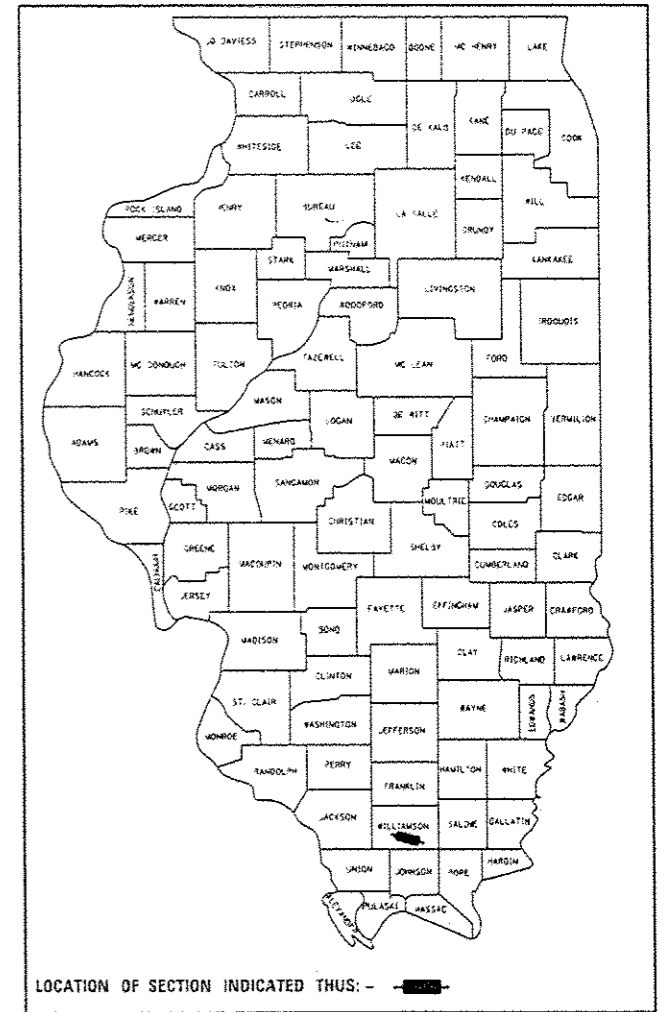 JO DAVIESS STEPHENSON WINNEBAGO BOONE MC HENRY LAKE
CARROLL OGLE
DE KALB KANE DU PAGE COOK
WHITESIDE LEE
KENDALL
ROCK ISLAND HENRY BUREAU LA SALLE WILL
MERCER PUTNAM GRUNDY
STARK MARSHALL KANKAKEE
HENDERSON WARREN KNOX PEORIA WOODFORD LIVINGSTON IROQUOIS
HANCOCK MC DONOUGH FULTON TAZEWELL MC LEAN FORD
MASON
SCHUYLER LOGAN DE WITT CHAMPAIGN VERMILION
ADAMS BROWN CASS MENARD PIATT
MACON
MORGAN SANGAMON DOUGLAS
PIKE SCOTT MOULTRIE EDGAR
CHRISTIAN COLES
GREENE MACOUPIN MONTGOMERY SHELBY CLARK
CALHOUN CUMBERLAND
JERSEY FAYETTE EFFINGHAM JASPER CRAWFORD
MADISON BOND
CLAY RICHLAND LAWRENCE
CLINTON MARION
ST. CLAIR WAYNE EDWARDS WABASH
WASHINGTON JEFFERSON
MONROE
RANDOLPH PERRY HAMILTON WHITE
FRANKLIN
JACKSON WILLIAMSON SALINE GALLATIN
UNION JOHNSON POPE HARDIN
ALEXANDER PULASKI MASSAC
LOCATION OF SECTION INDICATED THUS: -